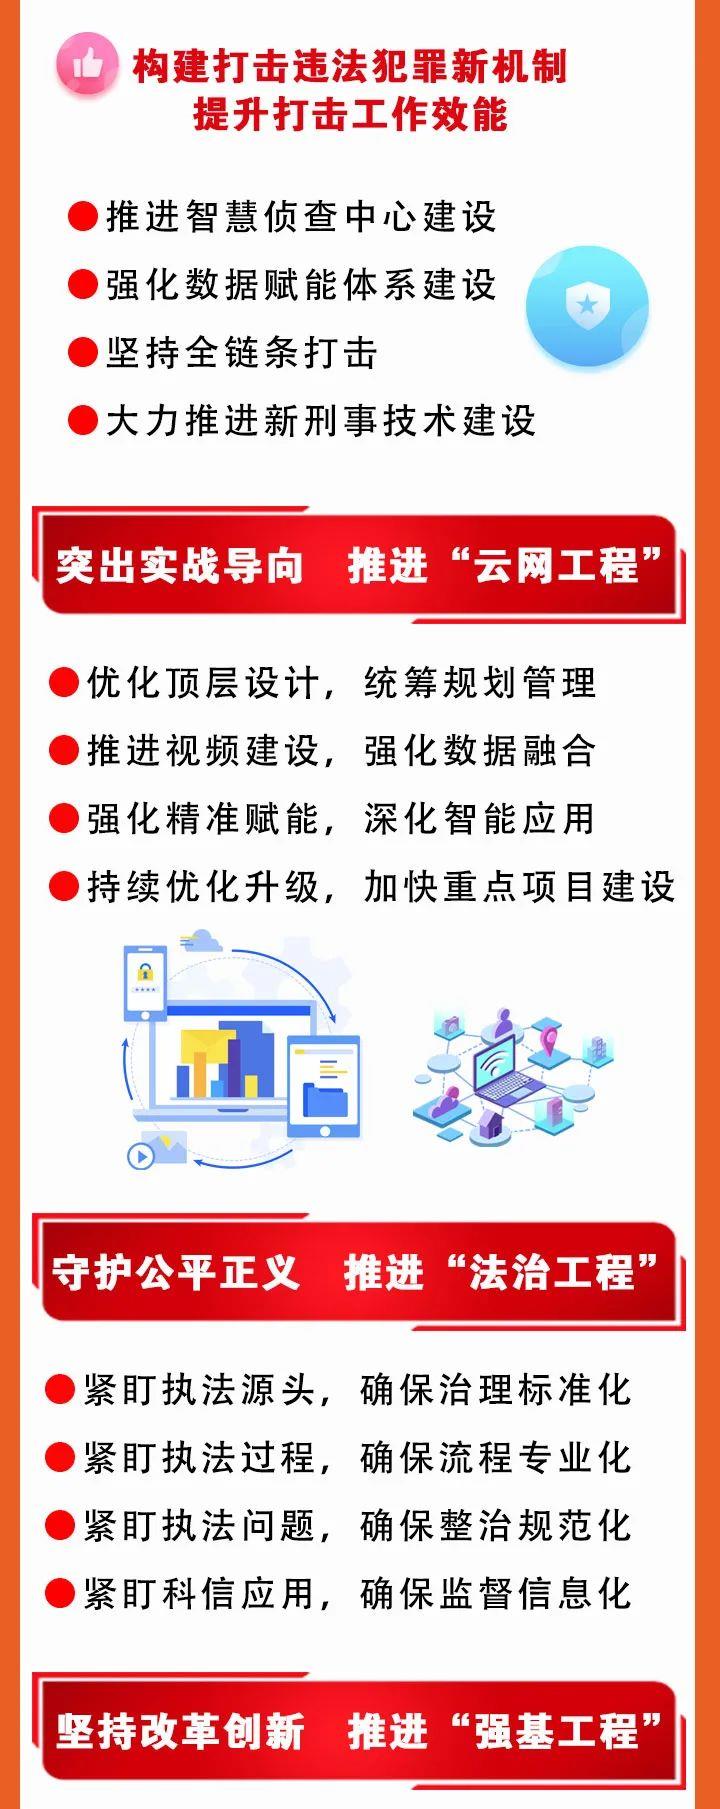 构建打击违法犯罪新机制
提升打击工作效能
推进智慧侦查中心建设
强化数据赋能体系建设
坚持全链条打击
大力推进新刑事技术建设
突出实战导向 推进“云网工程”
优化顶层设计，统筹规划管理
推进视频建设，强化数据融合
强化精准赋能，深化智能应用
持续优化升级，加快重点项目建设
守护公平正义 推进“法治工程”
紧盯执法源头，确保治理标准化
紧盯执法过程，确保流程专业化
紧盯执法问题，确保整治规范化
紧盯科信应用，确保监督信息化
坚持改革创新 推进“强基工程”